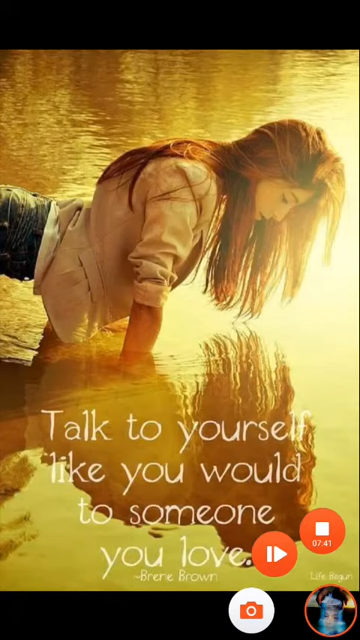 Talk to yourself
like you would
to someone
you love.
~Brene Brown
07:41
Life Begun